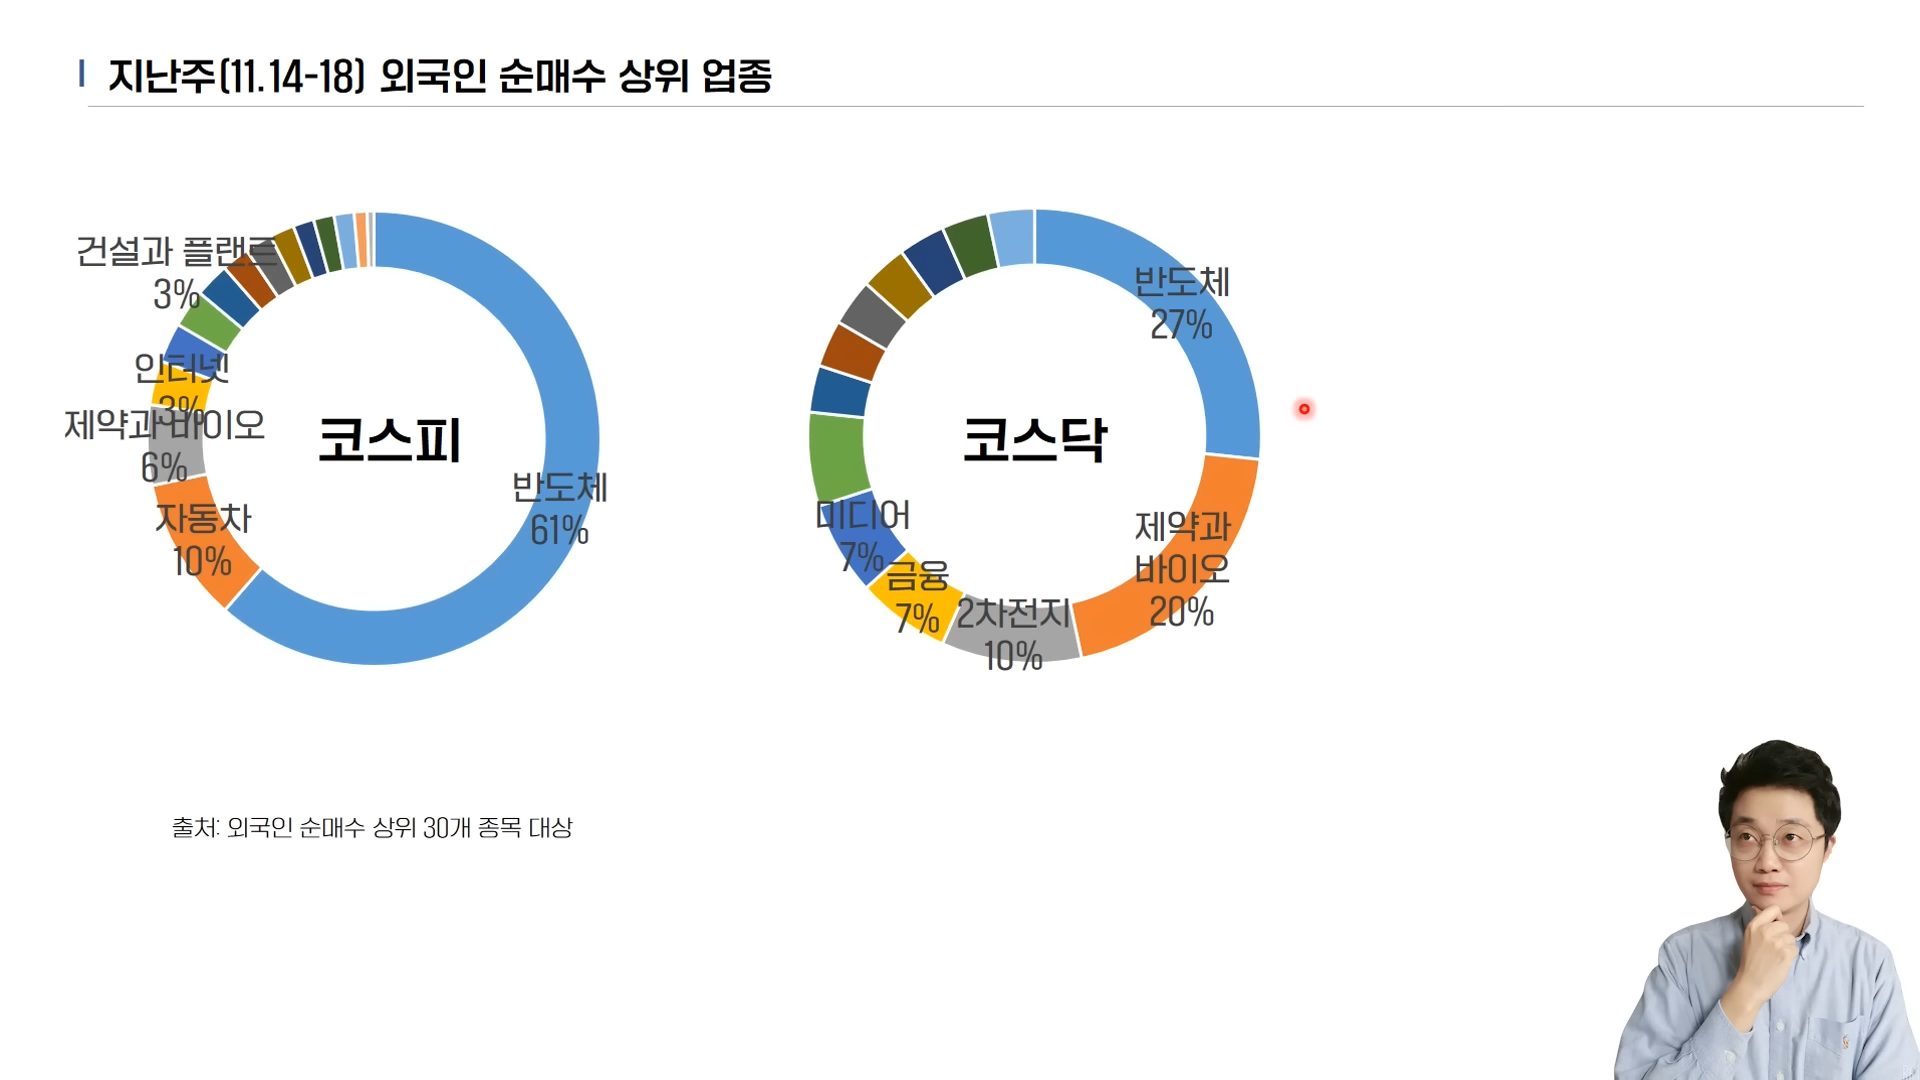 지난주(11.14-18) 외국인 순매수 상위 업종
건설과 플랜트
3%
인터넷
3%
제약과 바이오
6%
자동차
10%
코스피
반도체
61%
반도체
27%
코스닥
제약과
바이오
20%
2차전지
10%
금융
7%
미디어
7%
출처: 외국인 순매수 상위 30개 종목 대상